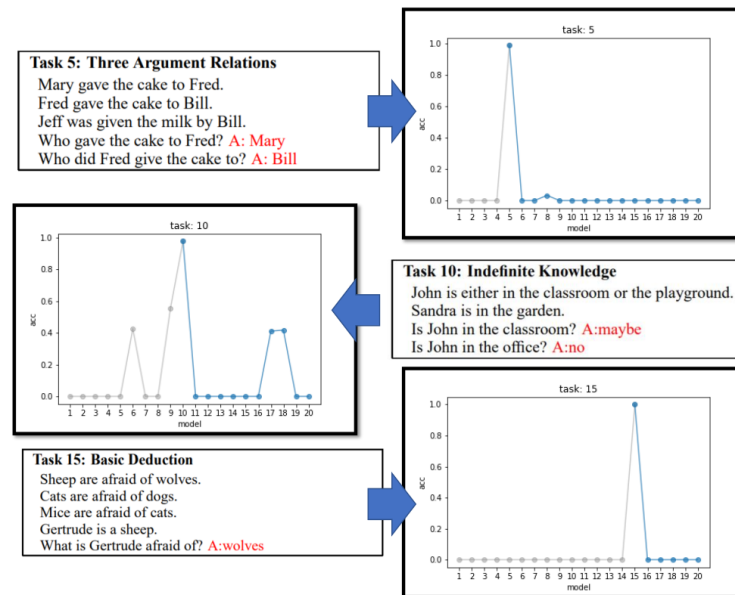 Task 5: Three Argument Relations
Mary gave the cake to Fred.
Fred gave the cake to Bill.
Jeff was given the milk by Bill.
Who gave the cake to Fred? A: Mary
Who did Fred give the cake to? A: Bill
task: 5
1.0
0.8
0.6
0.4
0.2
0.0
acc
1 2 3 4 5 6 7 8 9 10 11 12 13 14 15 16 17 18 19 20
model
task: 10
1.0
0.8
0.6
0.4
0.2
0.0
acc
1 2 3 4 5 6 7 8 9 10 11 12 13 14 15 16 17 18 19 20
model
Task 10: Indefinite Knowledge
John is either in the classroom or the playground.
Sandra is in the garden.
Is John in the classroom? A:maybe
Is John in the office? A:no
Task 15: Basic Deduction
Sheep are afraid of wolves.
Cats are afraid of dogs.
Mice are afraid of cats.
Gertrude is a sheep.
What is Gertrude afraid of? A:wolves
task: 15
1.0
0.8
0.6
0.4
0.2
0.0
acc
1 2 3 4 5 6 7 8 9 10 11 12 13 14 15 16 17 18 19 20
model